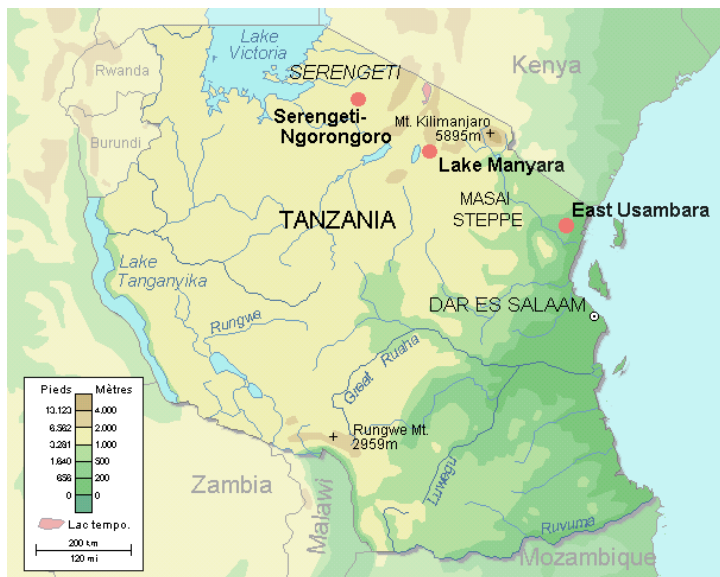 Lake
Victoria
SERENGETI
Kenya
Rwanda
Serengeti-
Ngorongoro
Mt. Kilimanjaro
5895m
Burundi
Lake Manyara
MASAI
STEPPE
East Usambara
TANZANIA
Lake
Tanganyika
DAR ES SALAAM
Rungwa
Great Ruaha
Pieds Mètres
13.123 4.000
6.562 2.000
3.281 1.000
1.640 500
656 200
0 0
Lac tempo.
200 km
120 mi
Rungwe Mt.
2959m
Zambia
Malawi
Luwegu
Ruvuma
Mozambique